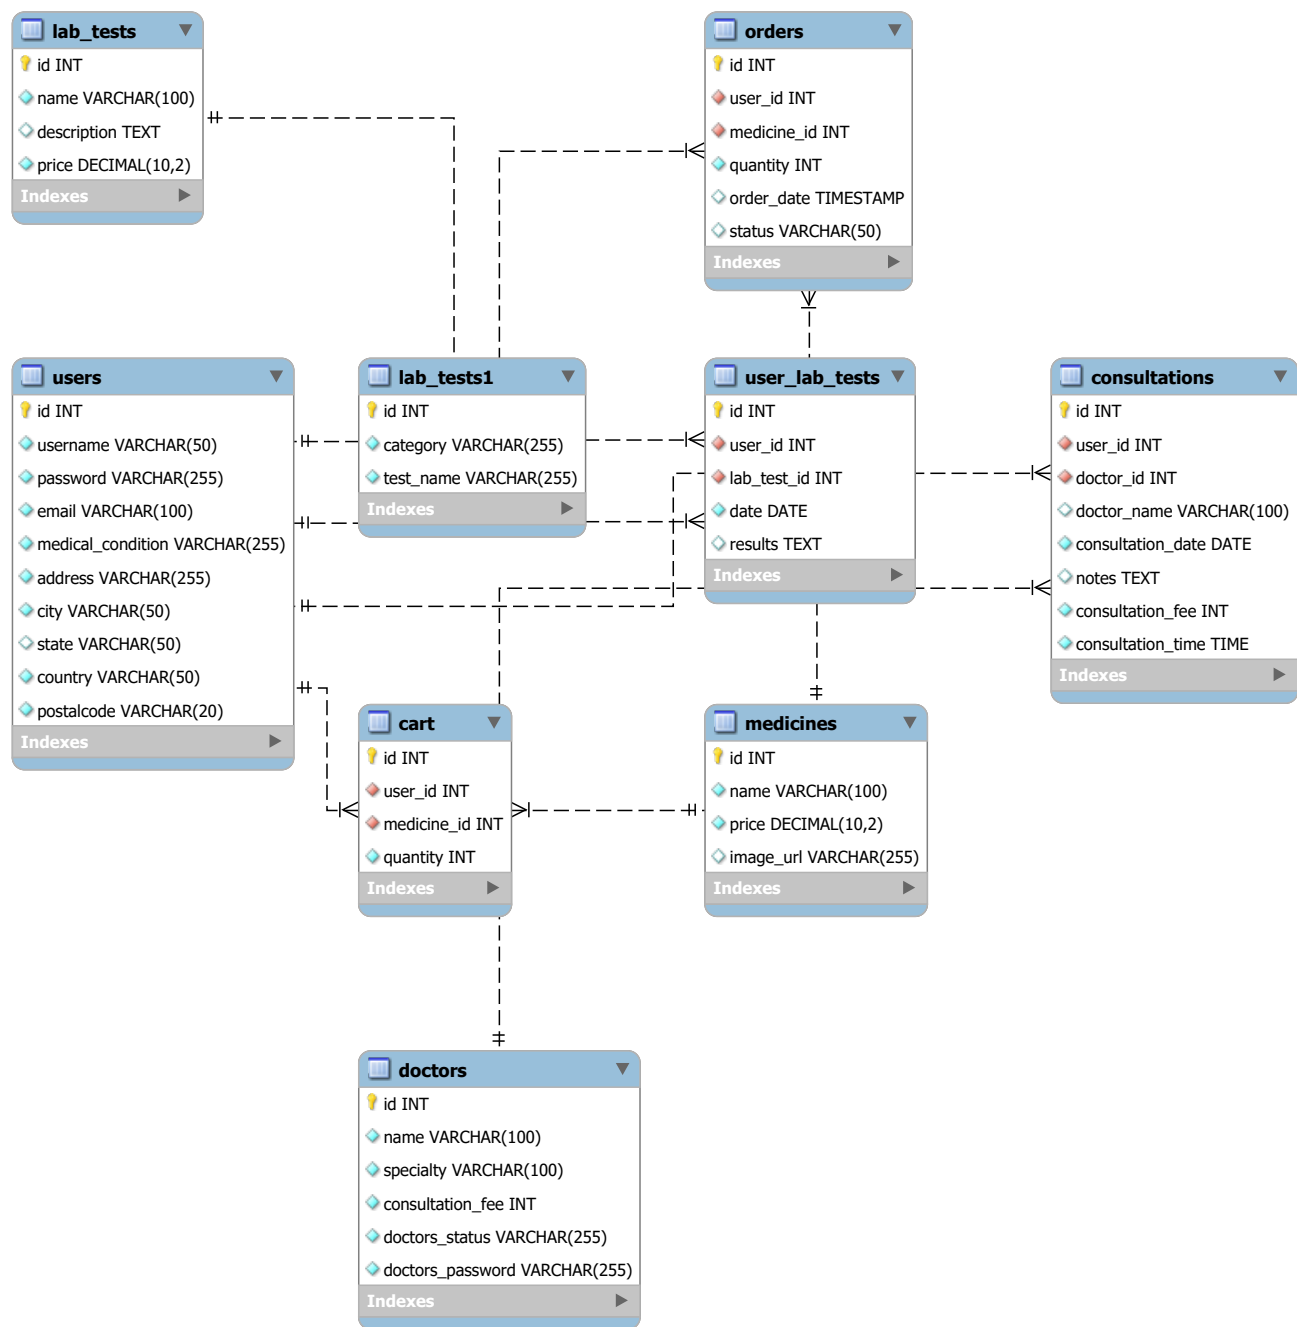 lab_tests
id INT
name VARCHAR(100)
description TEXT
price DECIMAL(10,2)
Indexes
orders
id INT
user_id INT
medicine_id INT
quantity INT
order_date TIMESTAMP
status VARCHAR(50)
Indexes
users
id INT
username VARCHAR(50)
password VARCHAR(255)
email VARCHAR(100)
medical_condition VARCHAR(255)
address VARCHAR(255)
city VARCHAR(50)
state VARCHAR(50)
country VARCHAR(50)
postalcode VARCHAR(20)
Indexes
lab_tests1
id INT
category VARCHAR(255)
test_name VARCHAR(255)
Indexes
user_lab_tests
id INT
user_id INT
lab_test_id INT
date DATE
results TEXT
Indexes
consultations
id INT
user_id INT
doctor_id INT
doctor_name VARCHAR(100)
consultation_date DATE
notes TEXT
consultation_fee INT
consultation_time TIME
Indexes
cart
id INT
user_id INT
medicine_id INT
quantity INT
Indexes
medicines
id INT
name VARCHAR(100)
price DECIMAL(10,2)
image_url VARCHAR(255)
Indexes
doctors
id INT
name VARCHAR(100)
specialty VARCHAR(100)
consultation_fee INT
doctors_status VARCHAR(255)
doctors_password VARCHAR(255)
Indexes